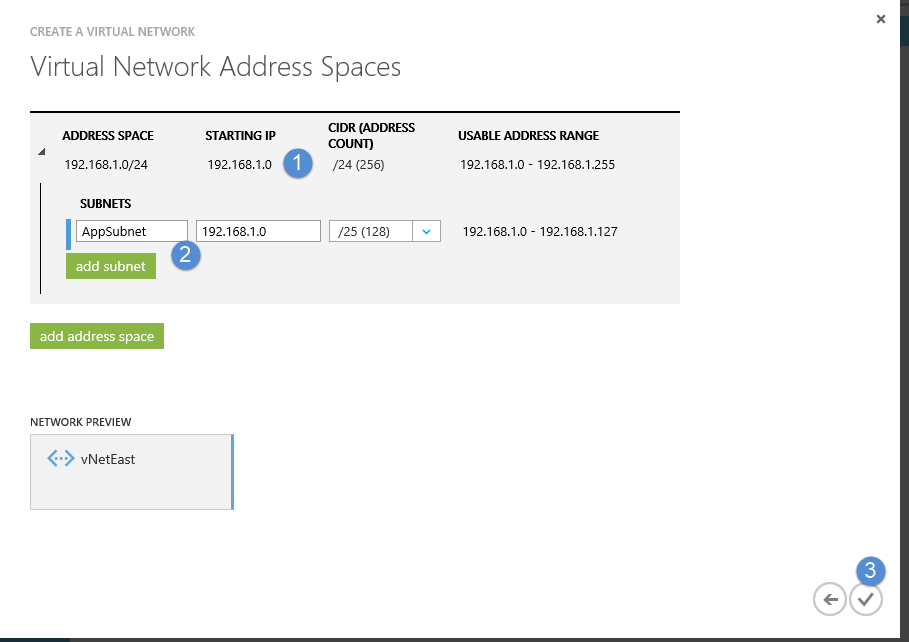 CREATE A VIRTUAL NETWORK
Virtual Network Address Spaces
ADDRESS SPACE STARTING IP CIDR (ADDRESS COUNT) USABLE ADDRESS RANGE
192.168.1.0/24 192.168.1.0 1 /24 (256) 192.168.1.0 - 192.168.1.255
SUBNETS
AppSubnet 192.168.1.0 /25 (128) 192.168.1.0 - 192.168.1.127
2
add subnet
add address space
NETWORK PREVIEW
vNetEast
3